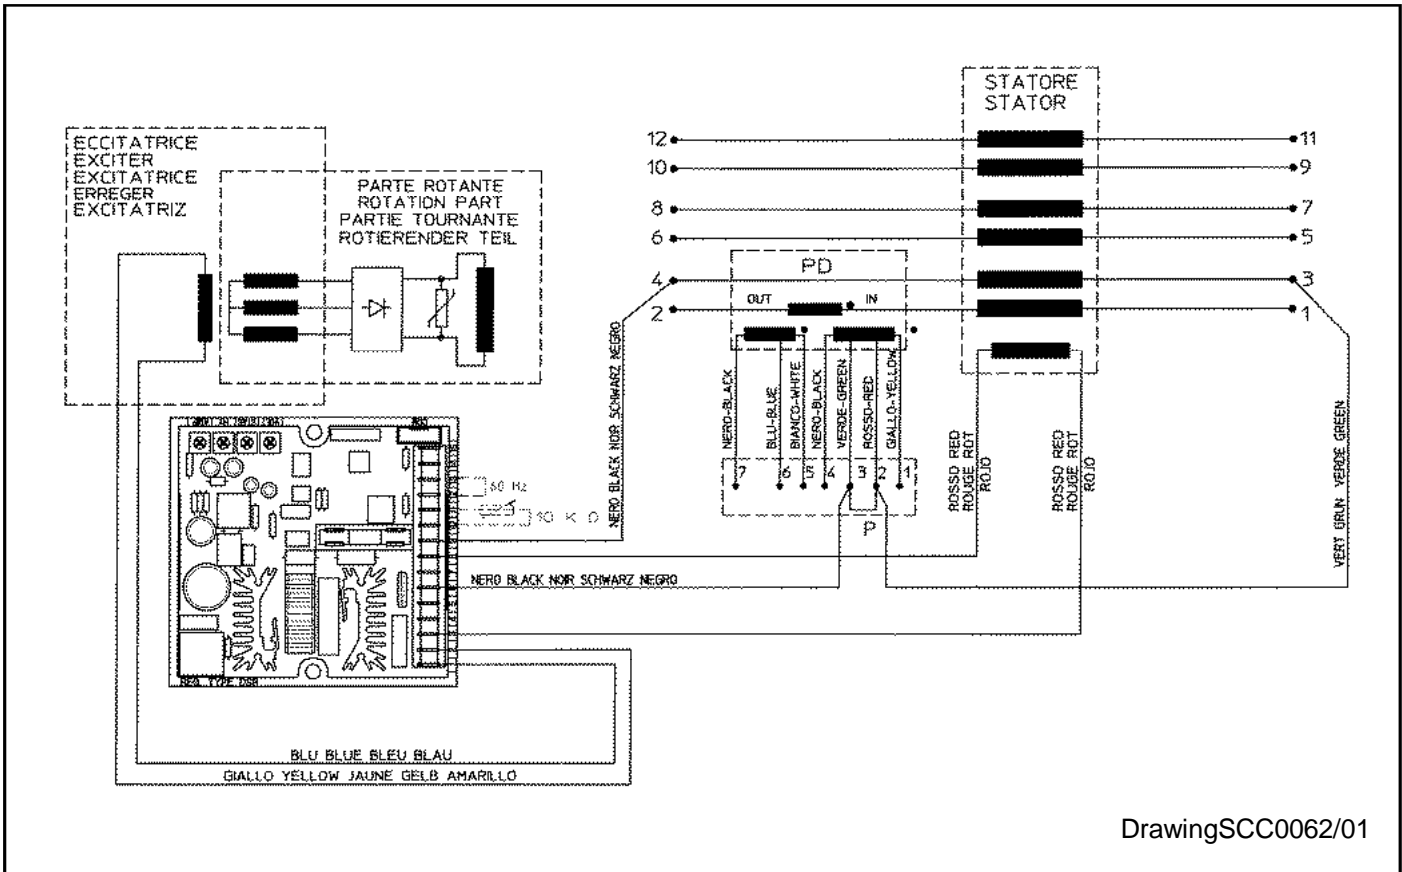 STATORE
STATOR
ECCITATRICE
EXCITER
EXCITATRICE
ERREGER
EXCITATRIZ
PARTE ROTANTE
ROTATION PART
PARTIE TOURNANTE
ROTIERENDER TEIL
12
11
10
9
8
7
6
5
4
3
2
1
PD
OUT
IN
NERO-BLACK
BLU-BLUE
BIANCO-WHITE
NERO-BLACK
VERDE-GREEN
ROSSO-RED
GIALLO-YELLOW
7
6
5
4
3
2
1
P
NERO BLACK NOIR SCHWARZ NEGRO
ROSSO RED
ROUGE ROT
ROJO
ROSSO RED
ROUGE ROT
ROJO
VERT GRUN VERDE GREEN
60 Hz
NERO BLACK NOIR SCHWARZ NEGRO
REG. TYPE DSR
BLU BLUE BLEU BLAU
GIALLO YELLOW JAUNE GELB AMARILLO
DrawingSCC0062/01